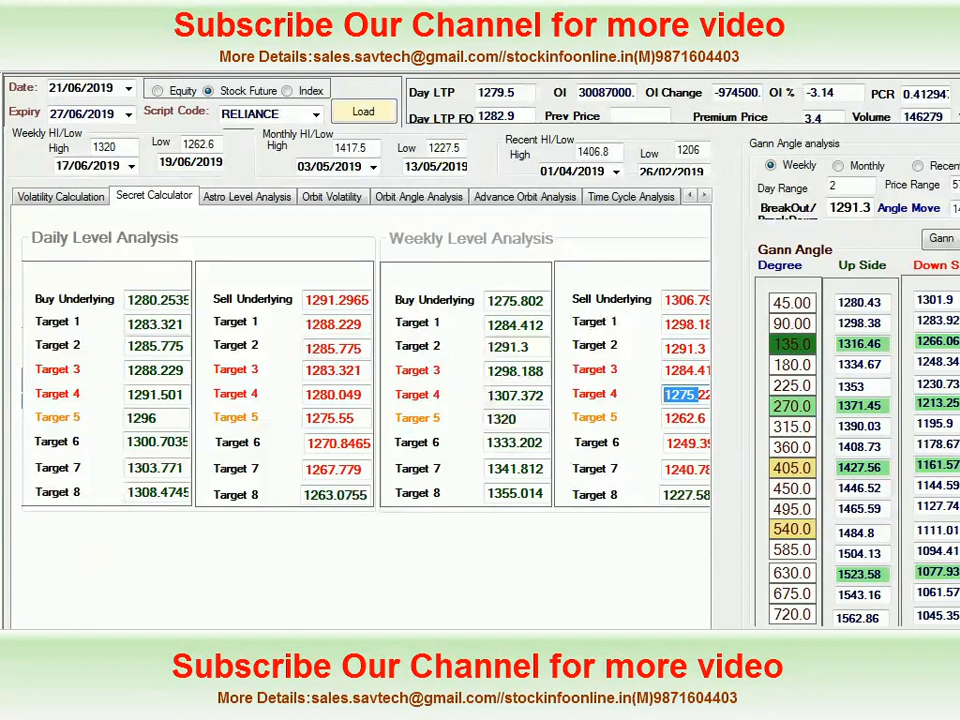 Subscribe Our Channel for more video
More Details:sales.savtech@gmail.com//stockinfoonline.in(M)9871604403
Date: 21/06/2019 Equity Stock Future Index Day LTP 1279.5 OI 30087000. OI Change -974500. OI % -3.14 PCR 0.41294
Expiry 27/06/2019 Script Code: RELIANCE Load Day LTP FO 1282.9 Prev Price Premium Price 3.4 Volume 146279
Weekly HI/Low Monthly HI/Low Recent HI/Low Gann Angle analysis
High 1320 Low 1262.6 High 1417.5 Low 1227.5 High 1406.8 Low 1206 Weekly Monthly Recent
17/06/2019 19/06/2019 03/05/2019 13/05/2019 01/04/2019 26/02/2019 Day Range 2 Price Range
Volatility Calculation Secret Calculator Astro Level Analysis Orbit Volatility Orbit Angle Analysis Advance Orbit Analysis Time Cycle Analysis
BreakOut/ 1291.3 Angle Move
Daily Level Analysis Weekly Level Analysis Gann
Gann Angle
Degree Up Side Down S
Buy Underlying 1280.2535 Sell Underlying 1291.2965 Buy Underlying 1275.802 Sell Underlying 1306.79
Target 1 1283.321 Target 1 1288.229 Target 1 1284.412 Target 1 1298.18
Target 2 1285.775 Target 2 1285.775 Target 2 1291.3 Target 2 1291.3
Target 3 1288.229 Target 3 1283.321 Target 3 1298.188 Target 3 1284.41
Target 4 1291.501 Target 4 1280.049 Target 4 1307.372 Target 4 1275.22
Targer 5 1296 Target 5 1275.55 Target 5 1320 Target 5 1262.6
Target 6 1300.7035 Target 6 1270.8465 Target 6 1333.202 Target 6 1249.39
Target 7 1303.771 Target 7 1267.779 Target 7 1341.812 Target 7 1240.78
Target 8 1308.4745 Target 8 1263.0755 Target 8 1355.014 Target 8 1227.58
45.00 1280.43 1301.9
90.00 1298.38 1283.92
135.0 1316.46 1266.06
180.0 1334.67 1248.34
225.0 1353 1230.73
270.0 1371.45 1213.25
315.0 1390.03 1195.9
360.0 1408.73 1178.67
405.0 1427.56 1161.57
450.0 1446.52 1144.59
495.0 1465.59 1127.74
540.0 1484.8 1111.01
585.0 1504.13 1094.41
630.0 1523.58 1077.93
675.0 1543.16 1061.57
720.0 1562.86 1045.35
Subscribe Our Channel for more video
More Details:sales.savtech@gmail.com//stockinfoonline.in(M)9871604403